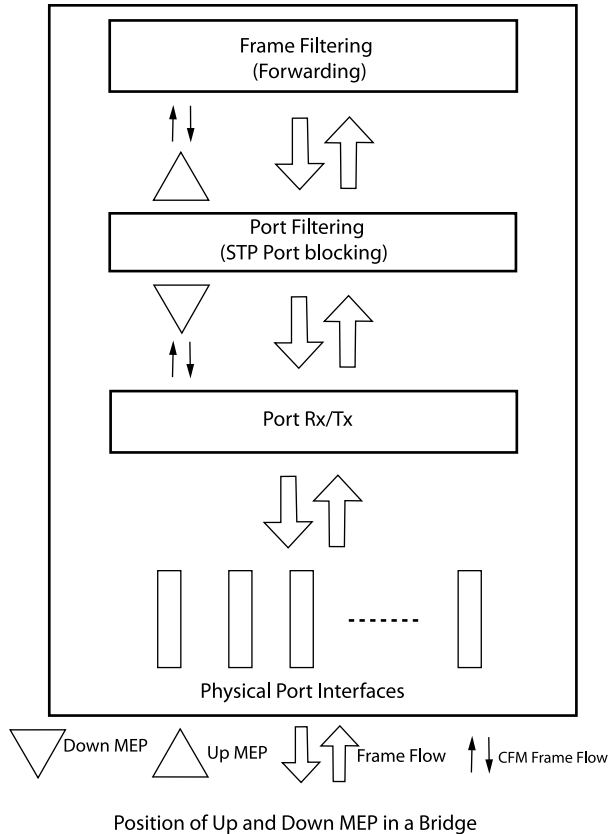 Frame Filtering
(Forwarding)
Port Filtering
(STP Port blocking)
Port Rx/Tx
Physical Port Interfaces
Down MEP
Up MEP
Frame Flow
CFM Frame Flow
Position of Up and Down MEP in a Bridge